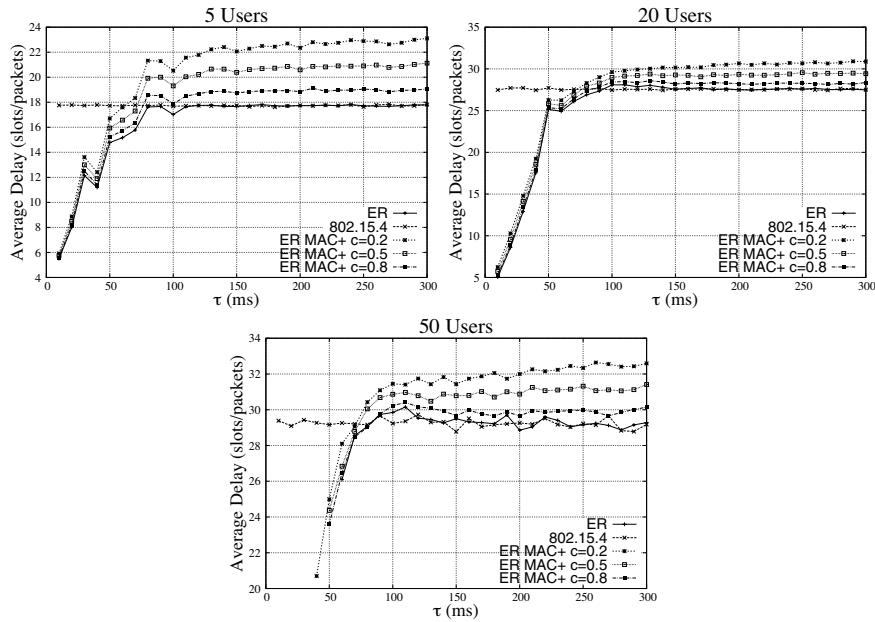 5 Users
Average Delay (slots/packets)
24
22
20
18
16
14
12
10
8
6
4
0
50
100
150
200
250
300
τ (ms)
ER
802.15.4
ER MAC+ c=0.2
ER MAC+ c=0.5
ER MAC+ c=0.8
20 Users
Average Delay (slots/packets)
35
30
25
20
15
10
5
0
50
100
150
200
250
300
τ (ms)
ER
802.15.4
ER MAC+ c=0.2
ER MAC+ c=0.5
ER MAC+ c=0.8
50 Users
Average Delay (slots/packets)
34
32
30
28
26
24
22
20
0
50
100
150
200
250
300
τ (ms)
ER
802.15.4
ER MAC+ c=0.2
ER MAC+ c=0.5
ER MAC+ c=0.8